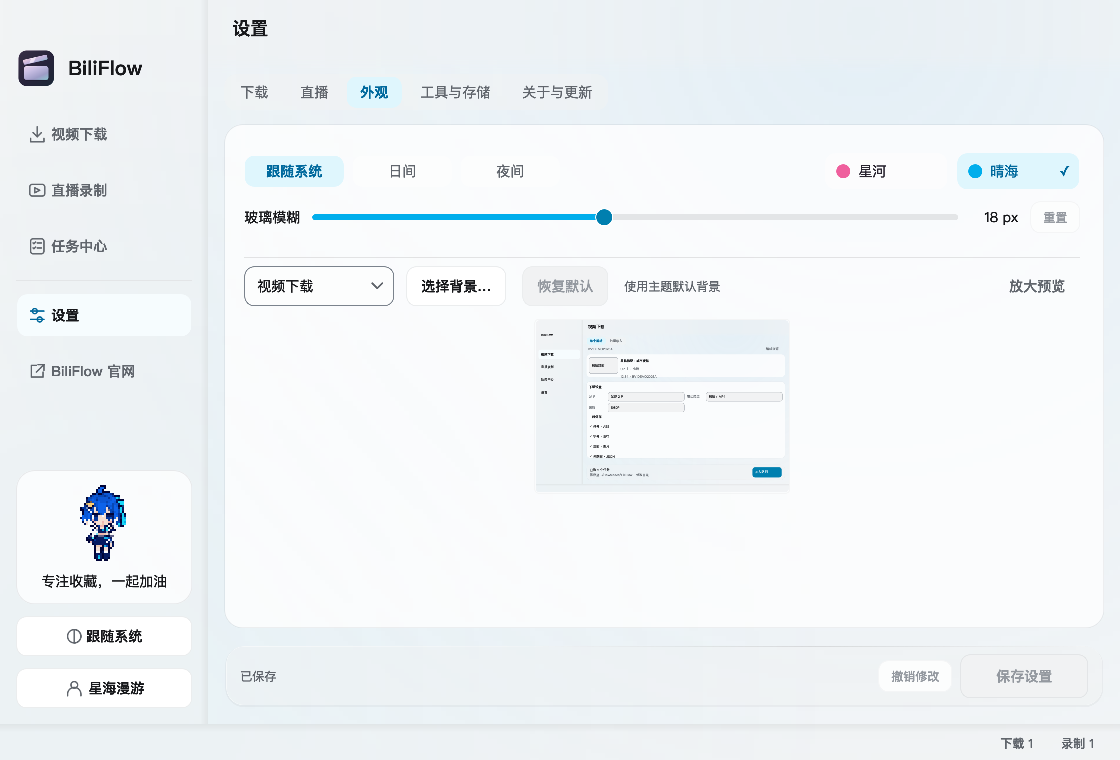 设置
BiliFlow
视频下载
直播录制
任务中心
设置
BiliFlow 官网
专注收藏，一起加油
跟随系统
星海漫游
下载 直播 外观 工具与存储 关于与更新
跟随系统 日间 夜间 星河 晴海 ✓
玻璃模糊 18 px 重置
视频下载 选择背景... 恢复默认 使用主题默认背景 放大预览
已保存 撤销修改 保存设置
下载 1 录制 1